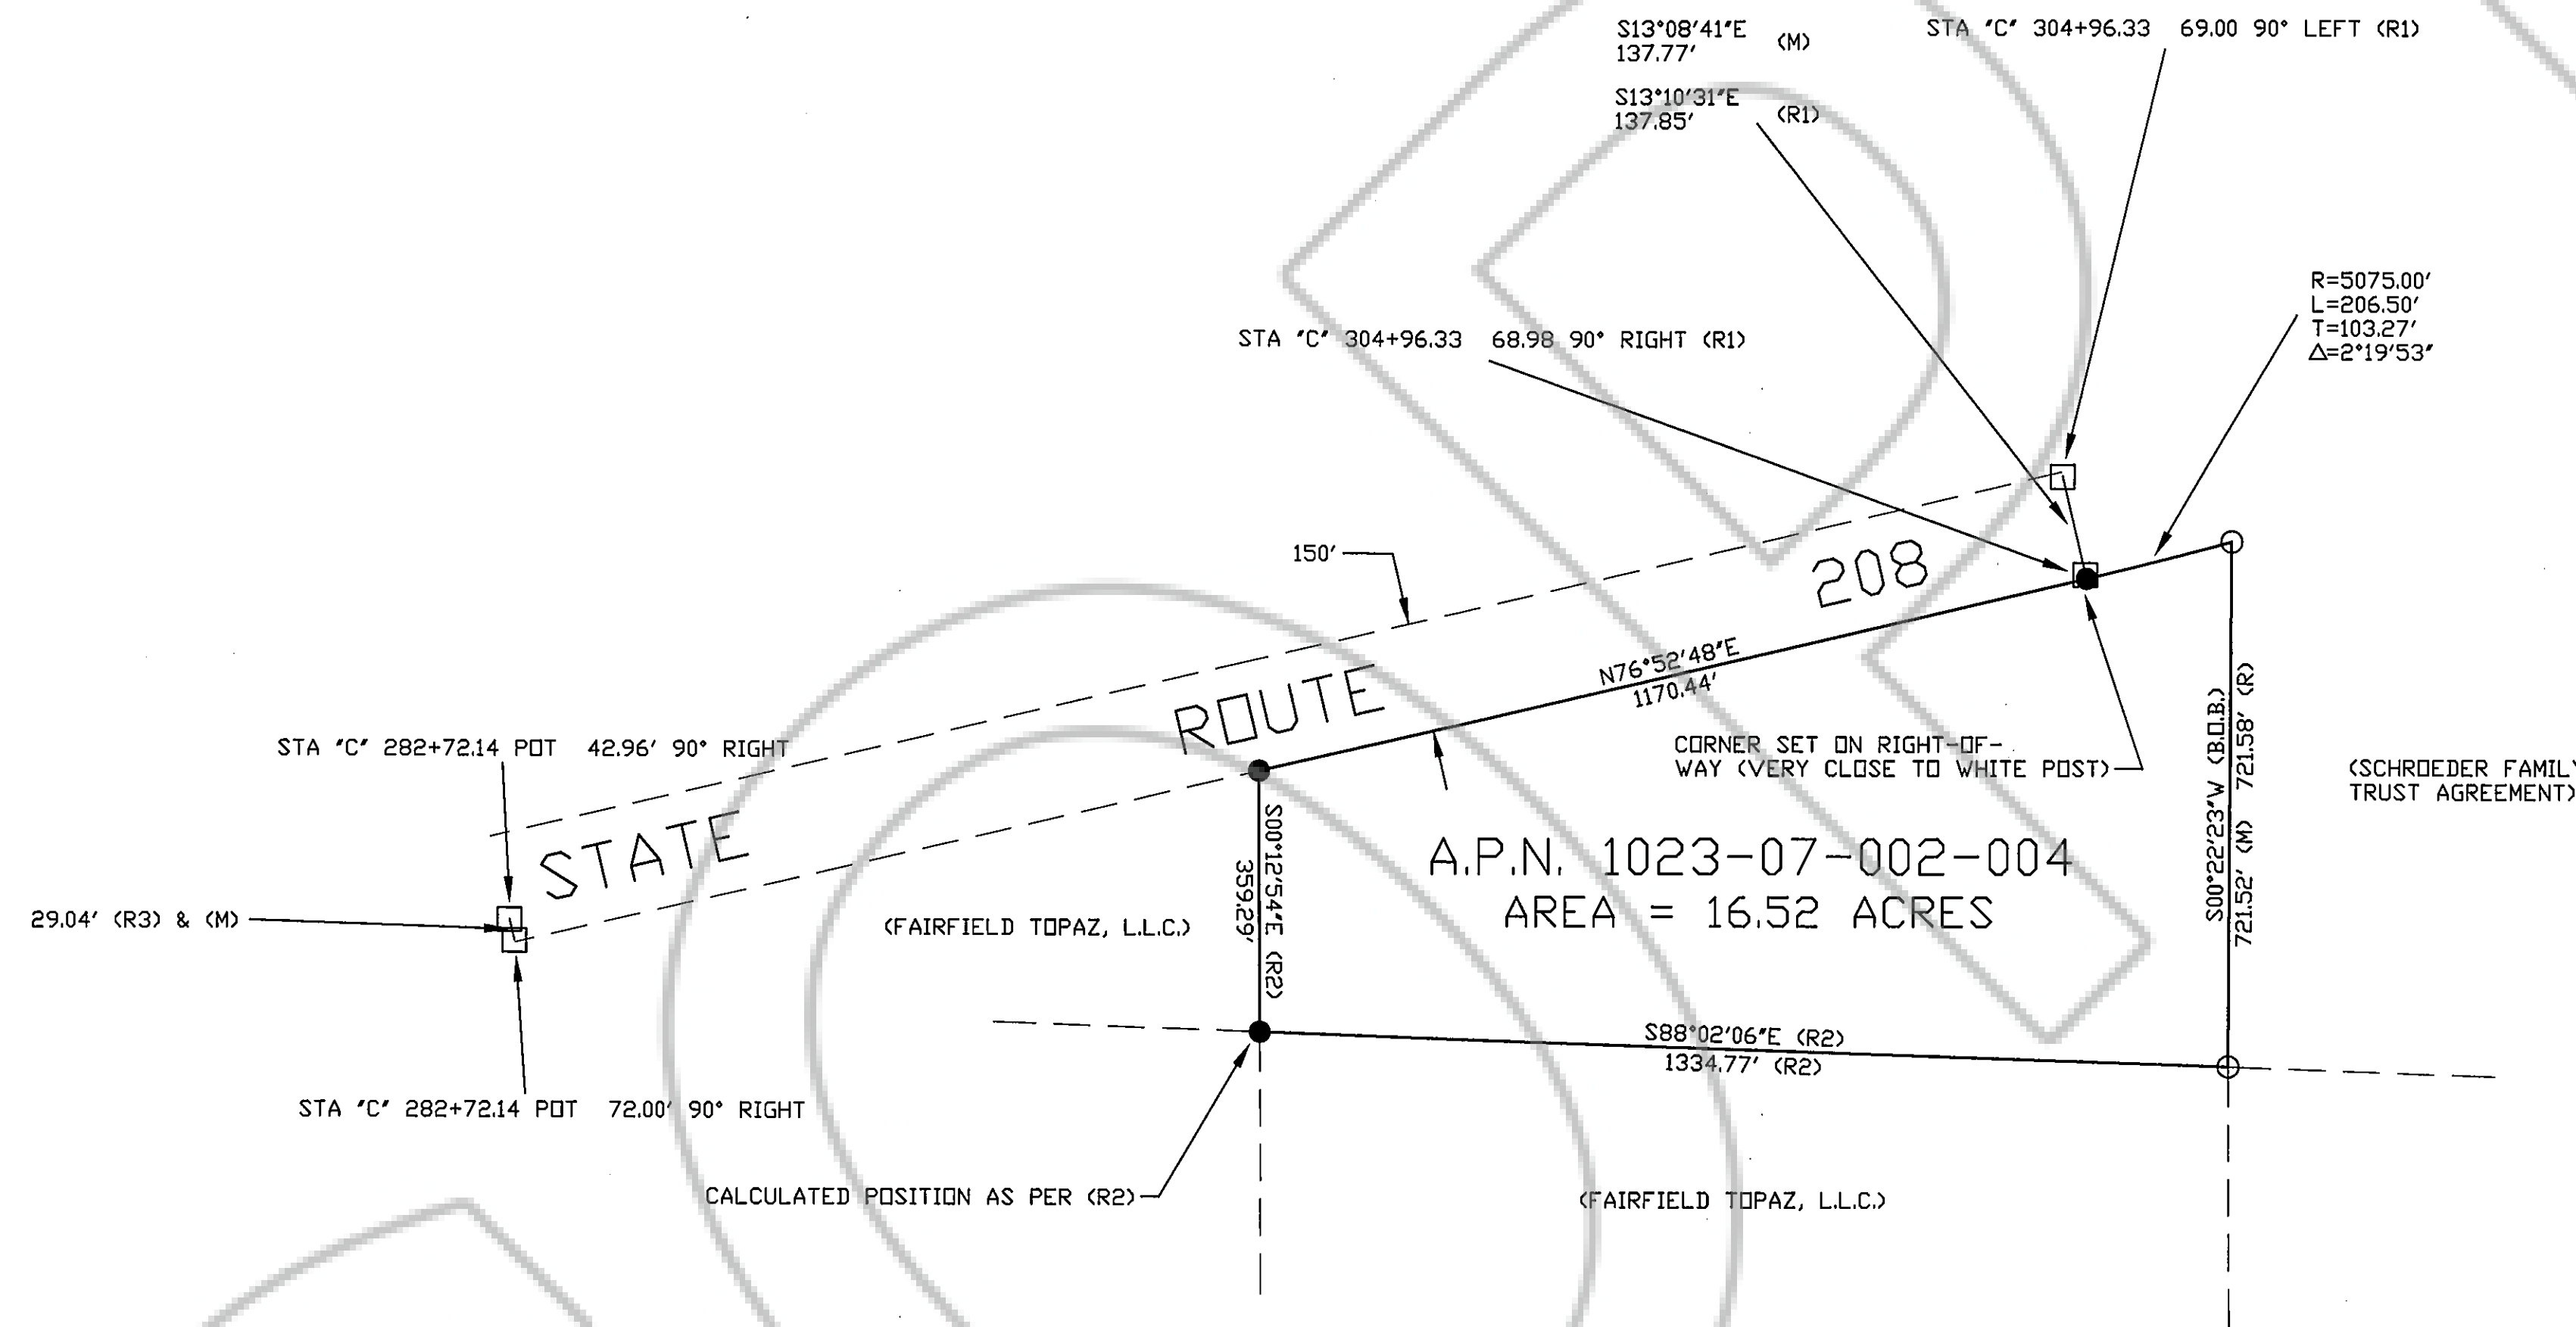 S13°08'41"E (M)
137.77'
S13°10'31"E (R1)
137.85'
STA "C" 304+96.33 69.00 90° LEFT (R1)
R=5075.00'
L=206.50'
T=103.27'
Δ=2°19'53"
STA "C" 304+96.33 68.98 90° RIGHT (R1)
150'
STATE ROUTE 208
N76°52'48"E
1170.44'
STA "C" 282+72.14 POT 42.96' 90° RIGHT
CORNER SET ON RIGHT-OF-
WAY (VERY CLOSE TO WHITE POST)
S00°22'23"W (B.O.B.)
721.52' (M) 721.58' (R)
(SCHROEDER FAMILY
TRUST AGREEMENT)
S00°12'54"E (R2)
359.29'
A.P.N. 1023-07-002-004
AREA = 16.52 ACRES
29.04' (R3) & (M)
(FAIRFIELD TOPAZ, L.L.C.)
S88°02'06"E (R2)
1334.77' (R2)
STA "C" 282+72.14 POT 72.00' 90° RIGHT
CALCULATED POSITION AS PER (R2)
(FAIRFIELD TOPAZ, L.L.C.)